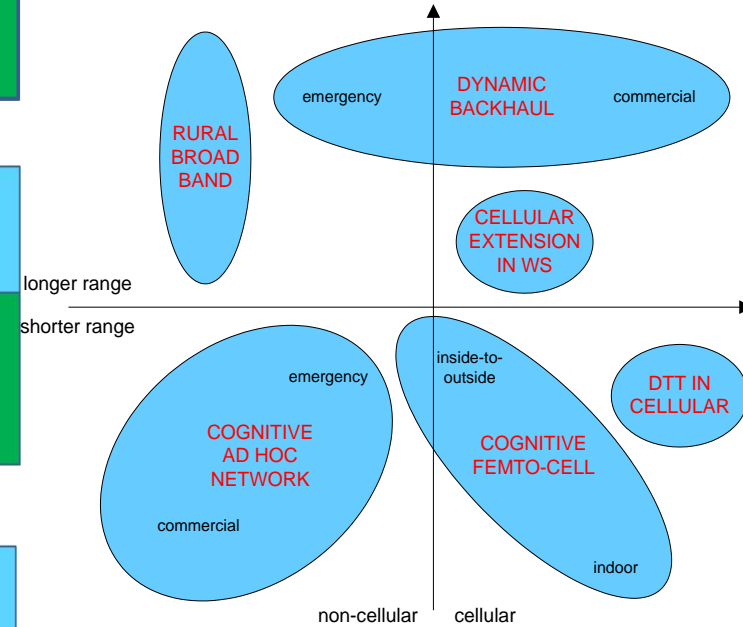 emergency
DYNAMIC
BACKHAUL
commercial
RURAL
BROAD
BAND
CELLULAR
EXTENSION
IN WS
longer range
shorter range
emergency
COGNITIVE
AD HOC
NETWORK
commercial
inside-to-
outside
COGNITIVE
FEMTO-CELL
indoor
DTT IN
CELLULAR
non-cellular
cellular